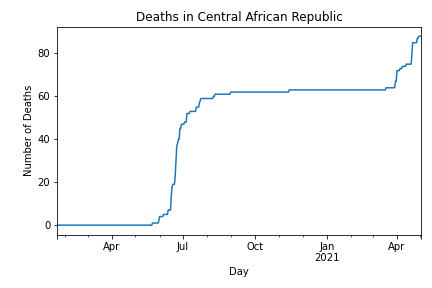 Deaths in Central African Republic
Number of Deaths
80
60
40
20
0
Apr Jul Oct Jan Apr
2021
Day